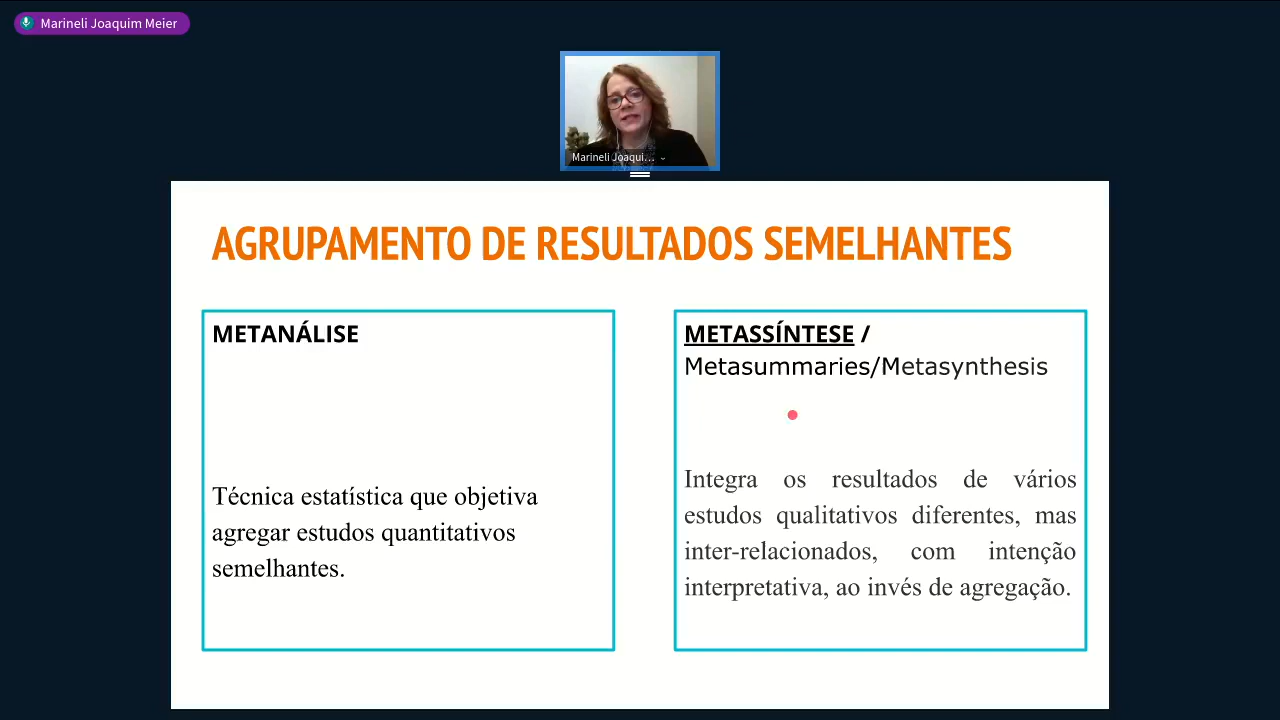 Marineli Joaquim Meier
Marineli Joaqui...
AGRUPAMENTO DE RESULTADOS SEMELHANTES
METANÁLISE
Técnica estatística que objetiva
agregar estudos quantitativos
semelhantes.
METASSÍNTESE /
Metasummaries/Metasynthesis
Integra os resultados de vários
estudos qualitativos diferentes, mas
inter-relacionados, com intenção
interpretativa, ao invés de agregação.